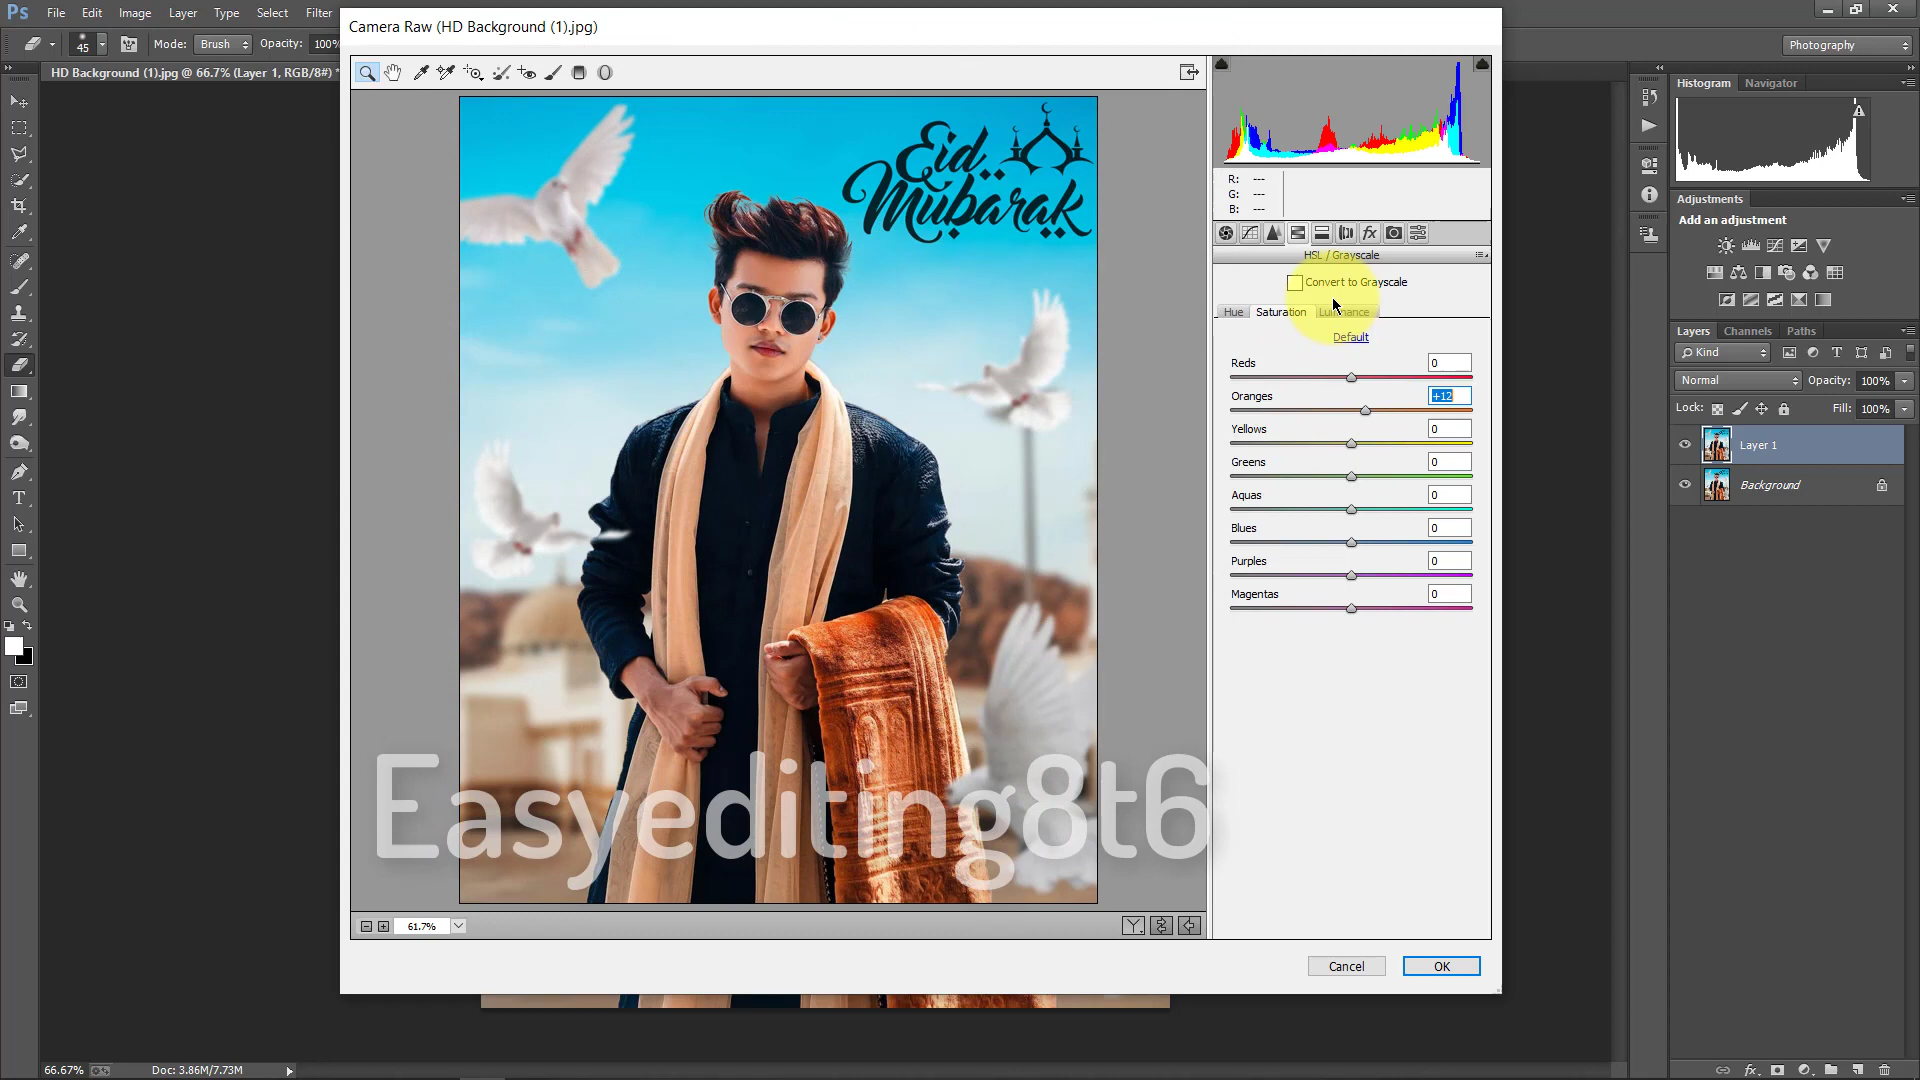 Ps File Edit Image Layer Type Select Filter
Camera Raw (HD Background (1).jpg)
45 Mode: Brush Opacity: 100%
Photography
HD Background (1).jpg @ 66.7% (Layer 1, RGB/8#) *
Histogram Navigator
Eid
Mubarak
R: ---
G: ---
B: ---
HSL / Grayscale
Convert to Grayscale
Hue Saturation Luminance
Default
Reds 0
Oranges +12
Yellows 0
Greens 0
Aquas 0
Blues 0
Purples 0
Magentas 0
Adjustments
Add an adjustment
Layers Channels Paths
Kind
Normal Opacity: 100%
Lock: Fill: 100%
Layer 1
Background
Easyediting8t6
61.7%
Cancel OK
66.67% Doc: 3.86M/7.73M